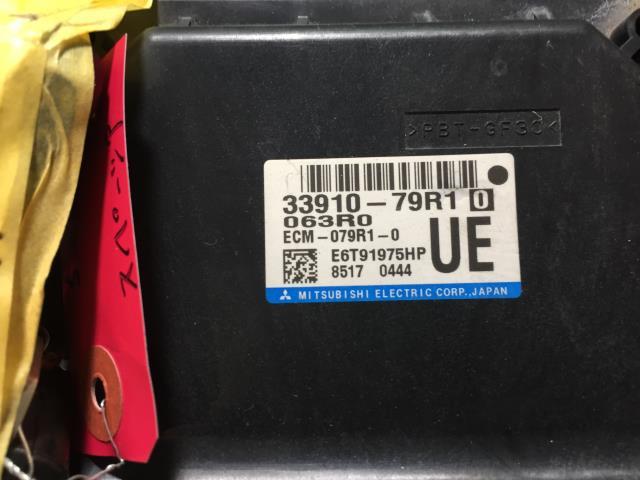 >PBT-GF30<
33910-79R1 0
063R0
ECM-079R1-0
UE
E6T91975HP
8517 0444
MITSUBISHI ELECTRIC CORP., JAPAN